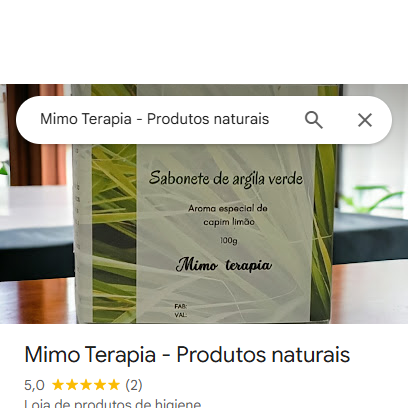 Mimo Terapia - Produtos naturais
Sabonete de argila verde
Aroma especial de
capim limão
100g
Mimo terapia
FAB:
VAL:
Mimo Terapia - Produtos naturais
5,0 (2)
Loja de produtos de higiene